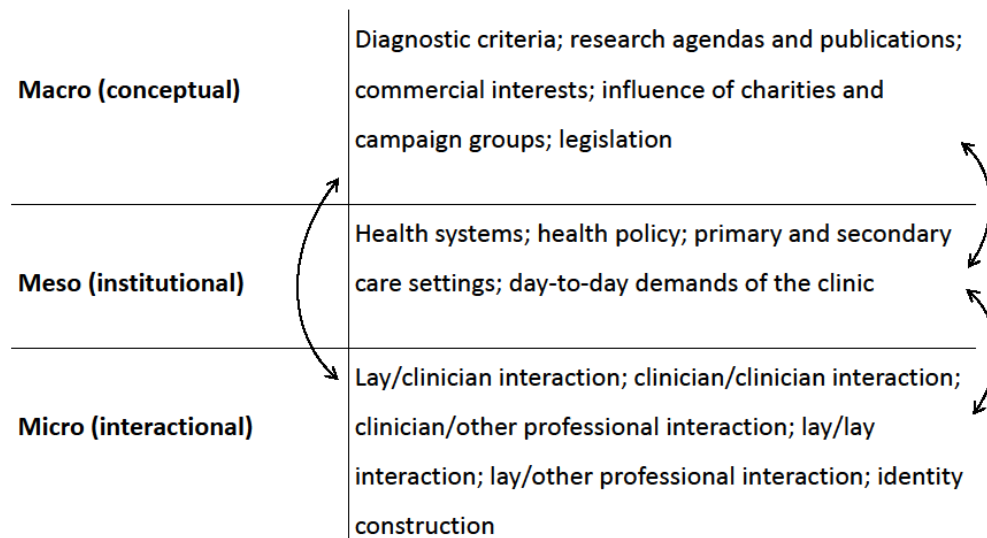 Macro (conceptual)
Diagnostic criteria; research agendas and publications;
commercial interests; influence of charities and
campaign groups; legislation
Meso (institutional)
Health systems; health policy; primary and secondary
care settings; day-to-day demands of the clinic
Micro (interactional)
Lay/clinician interaction; clinician/clinician interaction;
clinician/other professional interaction; lay/lay
interaction; lay/other professional interaction; identity
construction